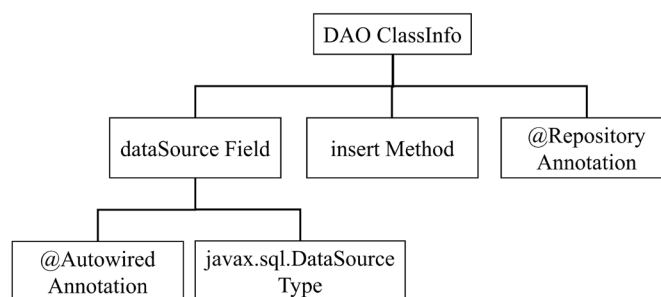 DAO ClassInfo
dataSource Field
insert Method
@Repository
Annotation
@Autowired
Annotation
javax.sql.DataSource
Type